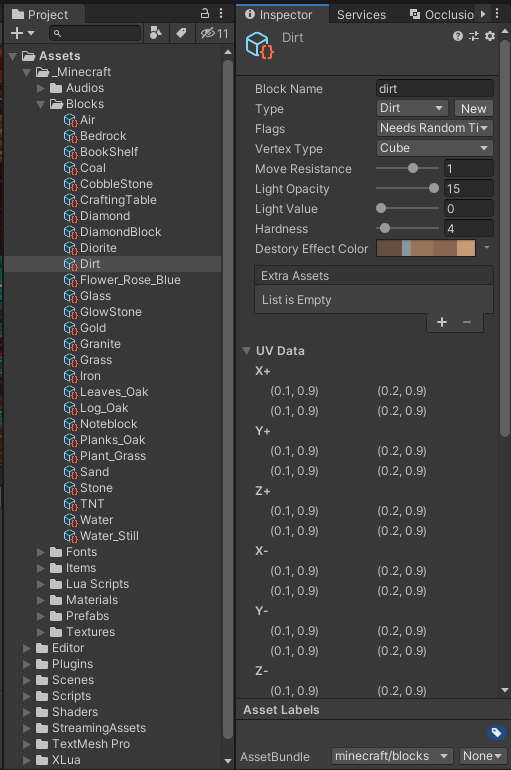 Project
11
Assets
_Minecraft
Audios
Blocks
Air
Bedrock
BookShelf
Coal
CobbleStone
CraftingTable
Diamond
DiamondBlock
Diorite
Dirt
Flower_Rose_Blue
Glass
GlowStone
Gold
Granite
Grass
Iron
Leaves_Oak
Log_Oak
Noteblock
Planks_Oak
Plant_Grass
Sand
Stone
TNT
Water
Water_Still
Fonts
Items
Lua Scripts
Materials
Prefabs
Textures
Editor
Plugins
Scenes
Scripts
Shaders
StreamingAssets
TextMesh Pro
XLua
Inspector Services Occlusio
Dirt
Block Name dirt
Type Dirt New
Flags Needs Random Ti
Vertex Type Cube
Move Resistance 1
Light Opacity 15
Light Value 0
Hardness 4
Destory Effect Color
Extra Assets
List is Empty
+ −
UV Data
X+
(0.1, 0.9) (0.2, 0.9)
(0.1, 0.9) (0.2, 0.9)
Y+
(0.1, 0.9) (0.2, 0.9)
(0.1, 0.9) (0.2, 0.9)
Z+
(0.1, 0.9) (0.2, 0.9)
(0.1, 0.9) (0.2, 0.9)
X-
(0.1, 0.9) (0.2, 0.9)
(0.1, 0.9) (0.2, 0.9)
Y-
(0.1, 0.9) (0.2, 0.9)
(0.1, 0.9) (0.2, 0.9)
Z-
(0.1, 0.9) (0.2, 0.9)
Asset Labels
AssetBundle minecraft/blocks None